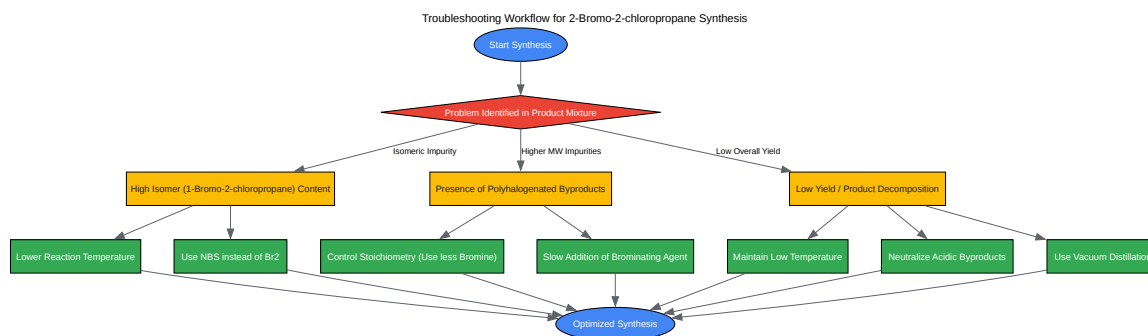 Troubleshooting Workflow for 2-Bromo-2-chloropropane Synthesis
Start Synthesis
Problem Identified in Product Mixture
Isomeric Impurity
Higher MW Impurities
Low Overall Yield
High Isomer (1-Bromo-2-chloropropane) Content
Presence of Polyhalogenated Byproducts
Low Yield / Product Decomposition
Lower Reaction Temperature
Use NBS instead of Br2
Control Stoichiometry (Use less Bromine)
Slow Addition of Brominating Agent
Maintain Low Temperature
Neutralize Acidic Byproducts
Use Vacuum Distillation
Optimized Synthesis